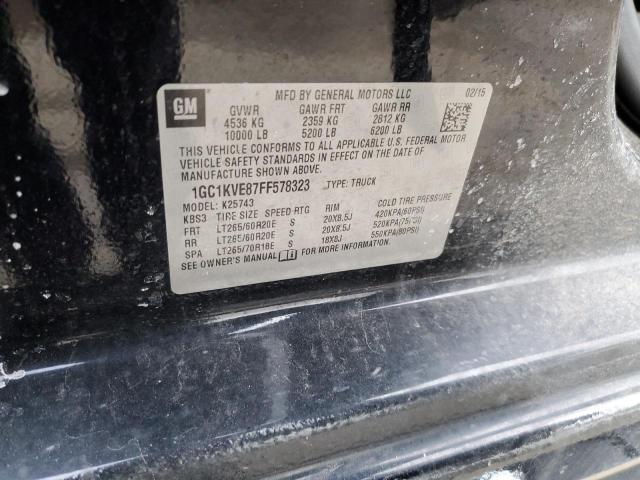 GM
MFD BY GENERAL MOTORS LLC 02/15
GVWR GAWR FRT GAWR RR
4536 KG 2359 KG 2812 KG
10000 LB 5200 LB 6200 LB
THIS VEHICLE CONFORMS TO ALL APPLICABLE U.S. FEDERAL MOTOR
VEHICLE SAFETY STANDARDS IN EFFECT ON THE DATE OF
MANUFACTURE SHOWN ABOVE.
1GC1KVE87FF578323 TYPE: TRUCK
MODEL: K25743
KBS3 TIRE SIZE SPEED RTG RIM COLD TIRE PRESSURE
FRT LT265/60R20E S 20X8.5J 420KPA(60PSI)
RR LT265/60R20E S 20X8.5J 520KPA(75PSI)
SPA LT265/70R18E S 18X8J 550KPA(80PSI)
SEE OWNER'S MANUAL FOR MORE INFORMATION.